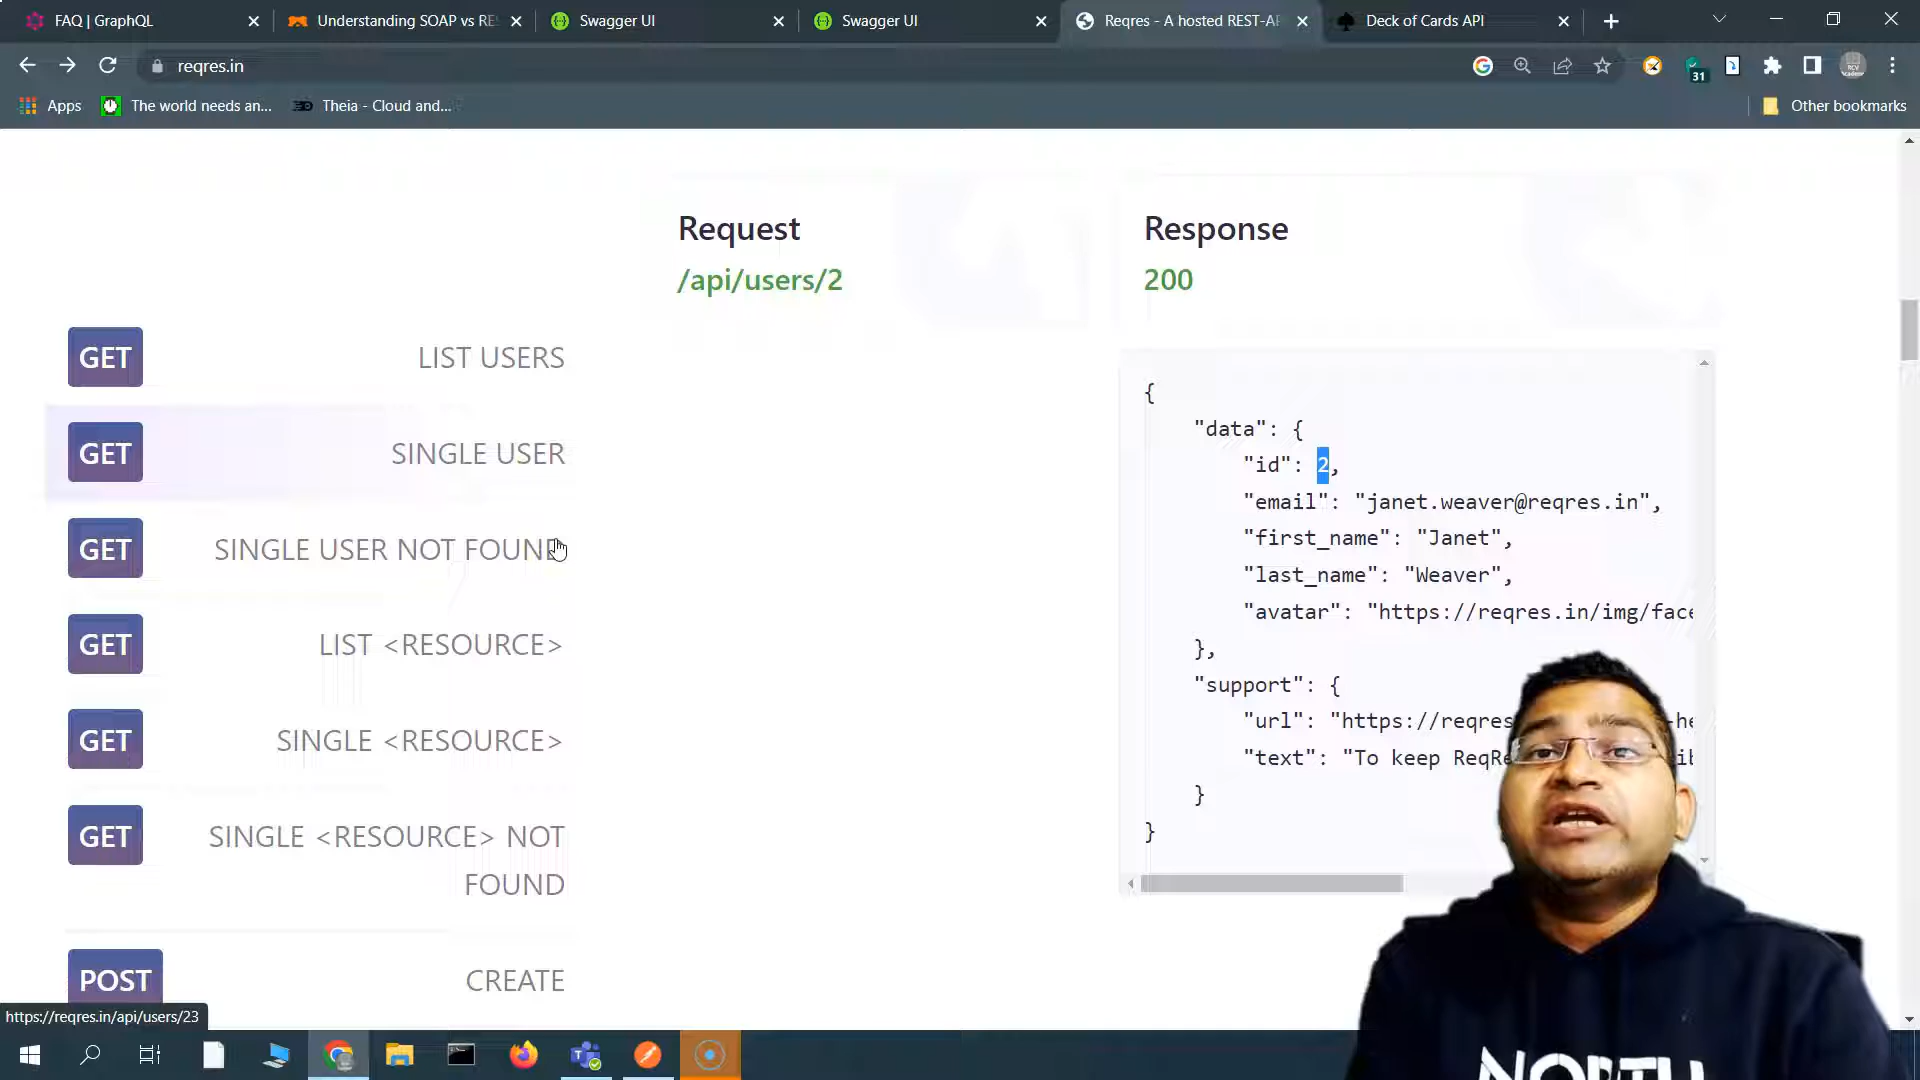 FAQ | GraphQL
Understanding SOAP vs RES
Swagger UI
Swagger UI
Reqres - A hosted REST-AP
Deck of Cards API
reqres.in
31
Apps
The world needs an...
Theia - Cloud and...
Other bookmarks
Request
/api/users/2
Response
200
GET LIST USERS
GET SINGLE USER
GET SINGLE USER NOT FOUND
GET LIST <RESOURCE>
GET SINGLE <RESOURCE>
GET SINGLE <RESOURCE> NOT
FOUND
POST CREATE
{
"data": {
"id": 2,
"email": "janet.weaver@reqres.in",
"first_name": "Janet",
"last_name": "Weaver",
"avatar": "https://reqres.in/img/face
},
"support": {
"url": "https://reqres
"text": "To keep ReqRe
}
}
https://reqres.in/api/users/23
NORTH